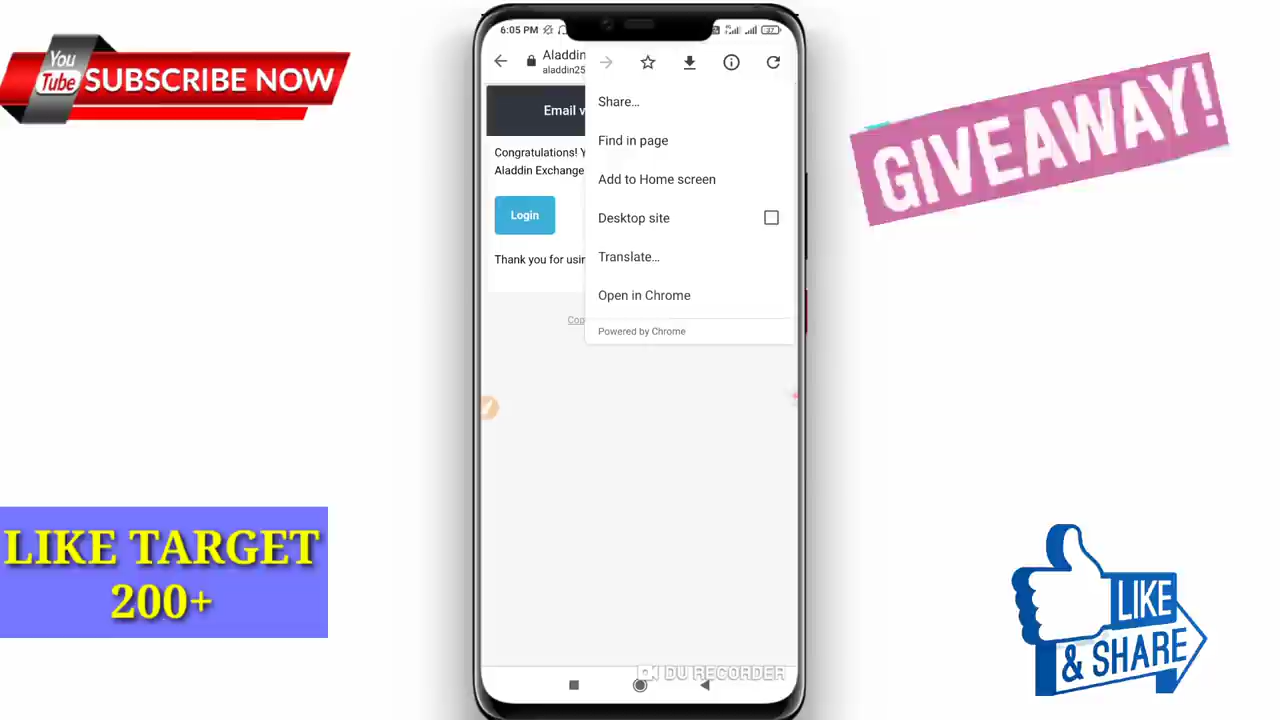 You
Tube
SUBSCRIBE NOW
LIKE TARGET
200+
6:05 PM
37
Aladdin
aladdin25
Email v
Congratulations! Y
Aladdin Exchange
Login
Thank you for usin
Cop
Share...
Find in page
Add to Home screen
Desktop site
Translate...
Open in Chrome
Powered by Chrome
DU RECORDER
GIVEAWAY!
LIKE
& SHARE